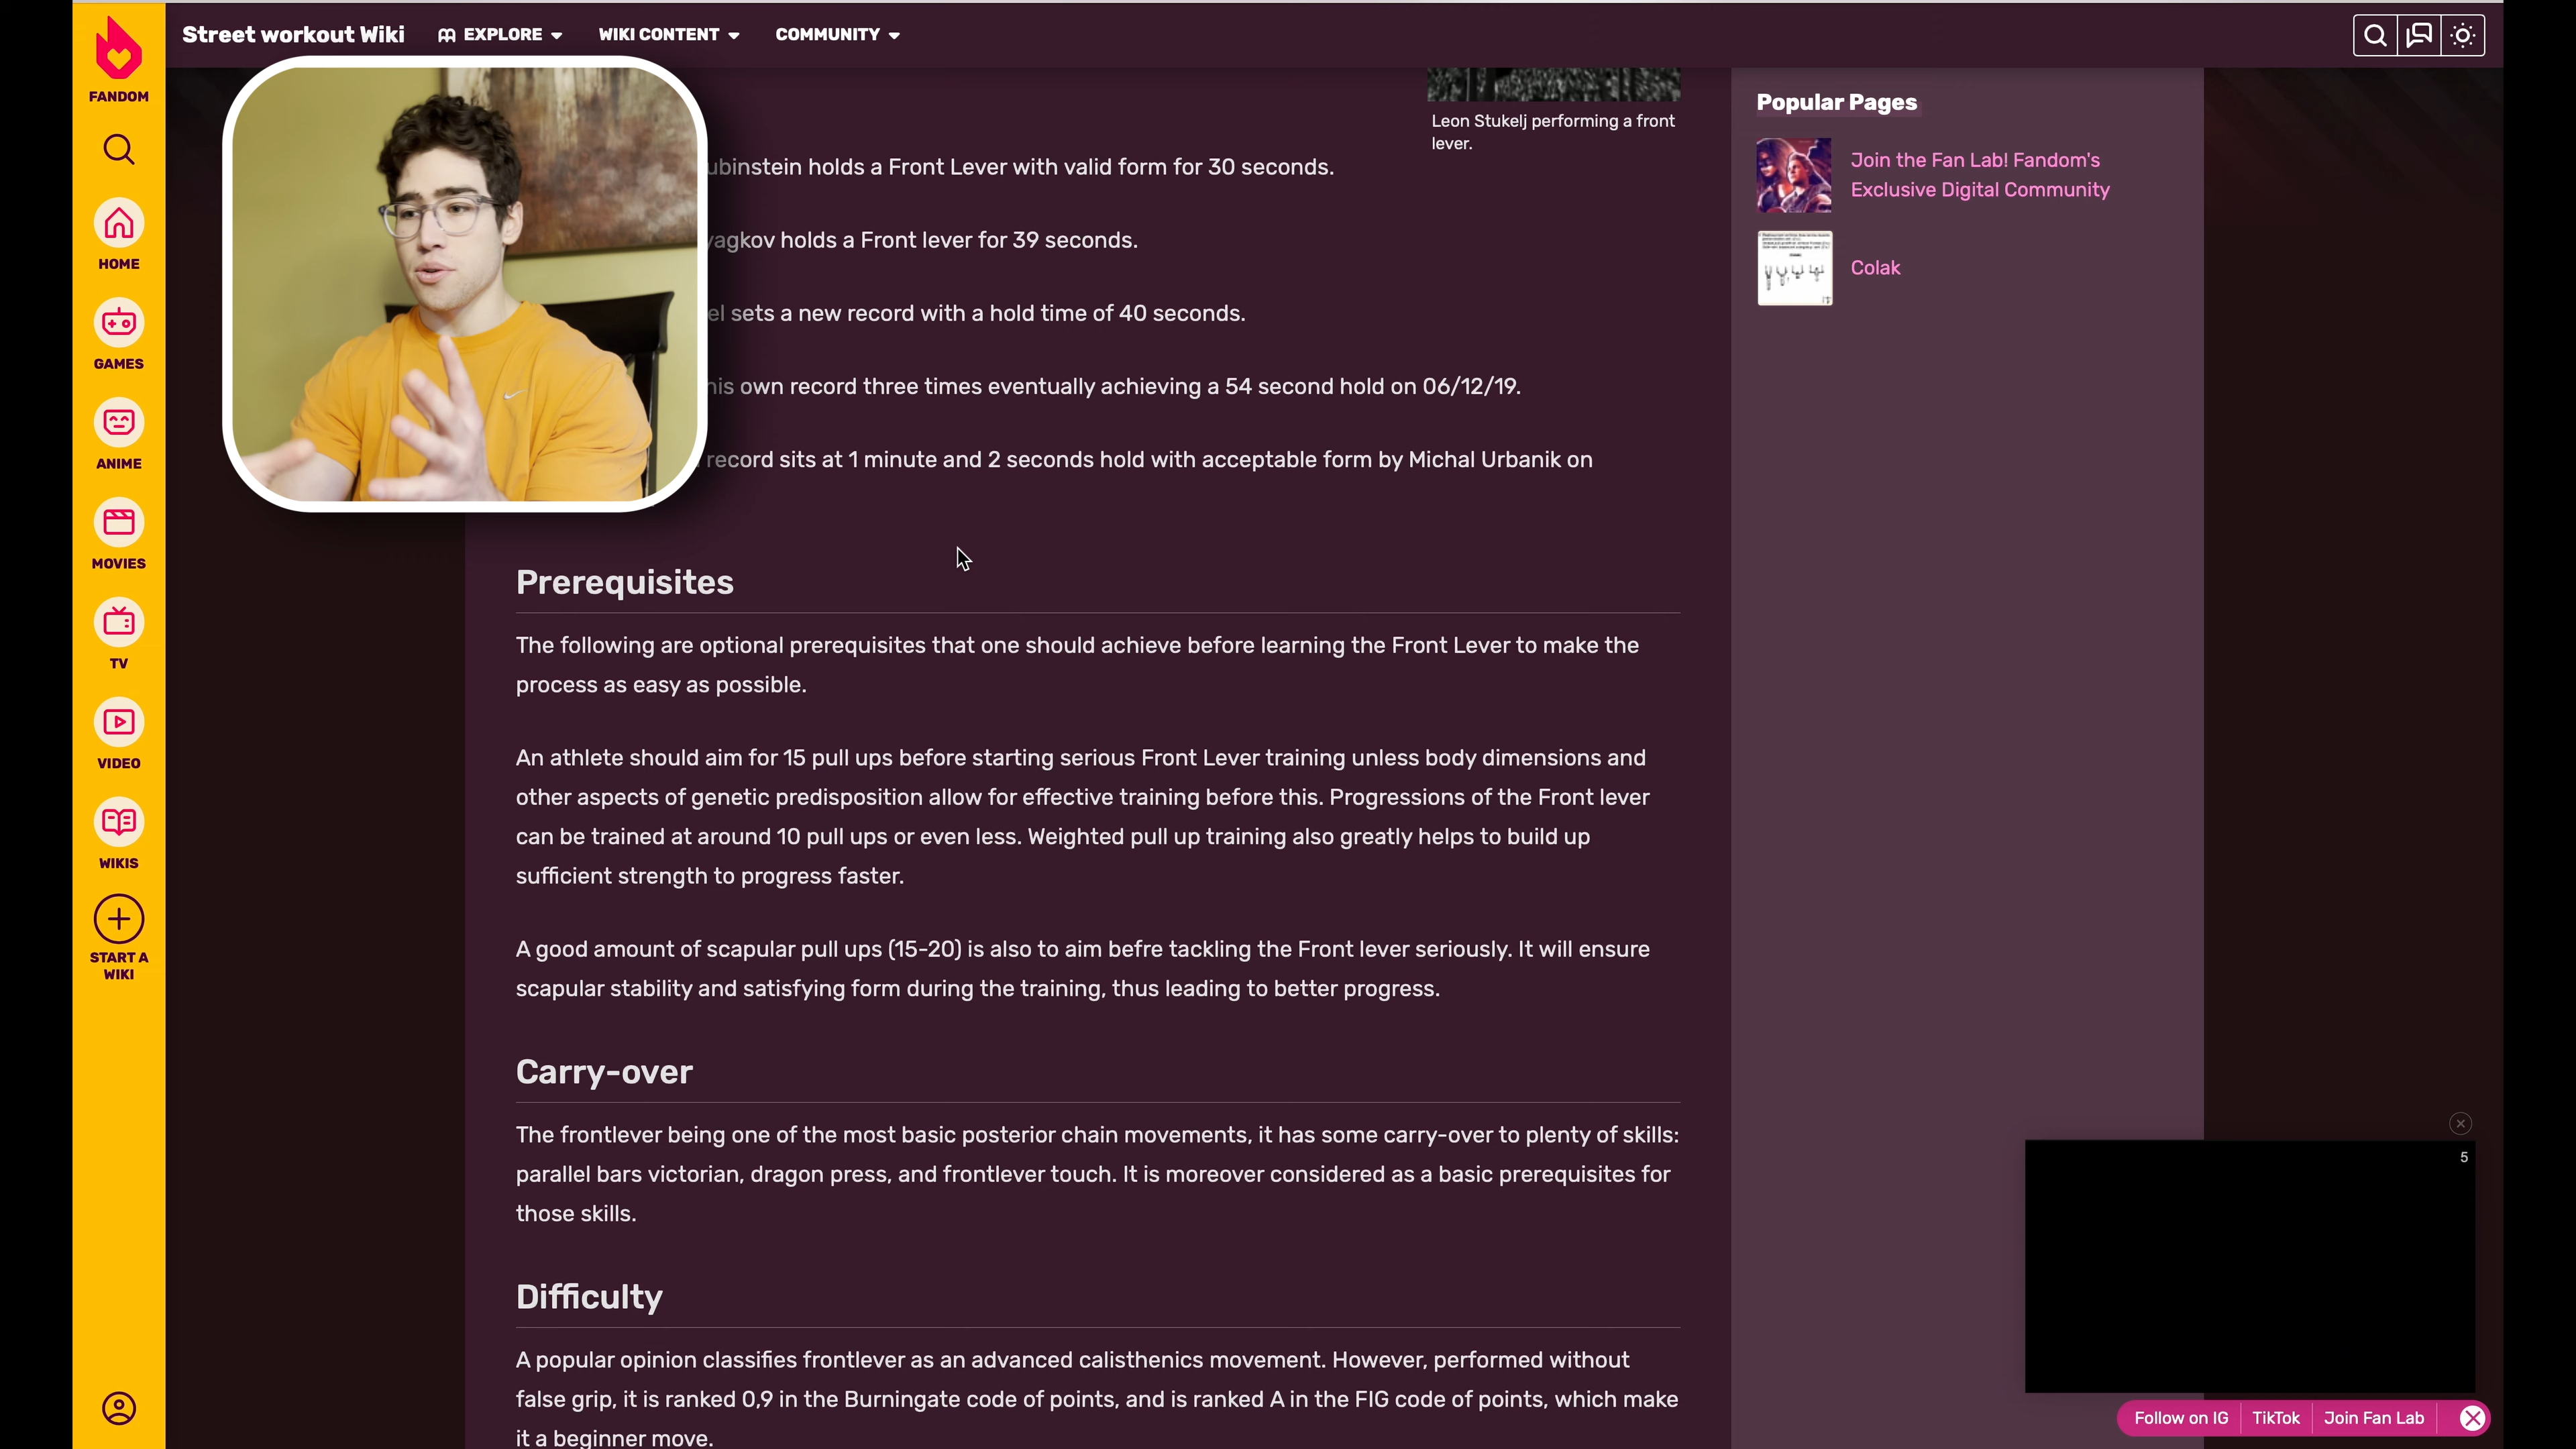 Street workout Wiki
EXPLORE
WIKI CONTENT
COMMUNITY
FANDOM
HOME
GAMES
ANIME
MOVIES
TV
VIDEO
WIKIS
START A
WIKI
Leon Stukelj performing a front
lever.
holds a Front Lever with valid form for 30 seconds.
holds a Front lever for 39 seconds.
sets a new record with a hold time of 40 seconds.
his own record three times eventually achieving a 54 second hold on 06/12/19.
record sits at 1 minute and 2 seconds hold with acceptable form by Michal Urbanik on
Prerequisites
The following are optional prerequisites that one should achieve before learning the Front Lever to make the
process as easy as possible.
An athlete should aim for 15 pull ups before starting serious Front Lever training unless body dimensions and
other aspects of genetic predisposition allow for effective training before this. Progressions of the Front lever
can be trained at around 10 pull ups or even less. Weighted pull up training also greatly helps to build up
sufficient strength to progress faster.
A good amount of scapular pull ups (15-20) is also to aim befre tackling the Front lever seriously. It will ensure
scapular stability and satisfying form during the training, thus leading to better progress.
Carry-over
The frontlever being one of the most basic posterior chain movements, it has some carry-over to plenty of skills:
parallel bars victorian, dragon press, and frontlever touch. It is moreover considered as a basic prerequisites for
those skills.
Difficulty
A popular opinion classifies frontlever as an advanced calisthenics movement. However, performed without
false grip, it is ranked 0,9 in the Burningate code of points, and is ranked A in the FIG code of points, which make
it a beginner move.
Popular Pages
Join the Fan Lab! Fandom's
Exclusive Digital Community
Colak
5
Follow on IG
TikTok
Join Fan Lab